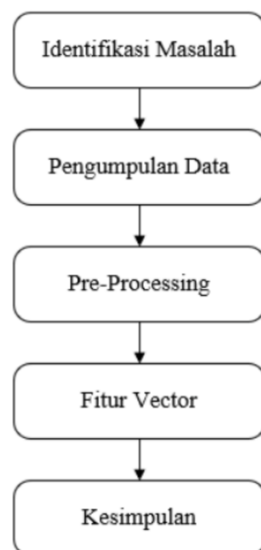 Identifikasi Masalah
Pengumpulan Data
Pre-Processing
Fitur Vector
Kesimpulan